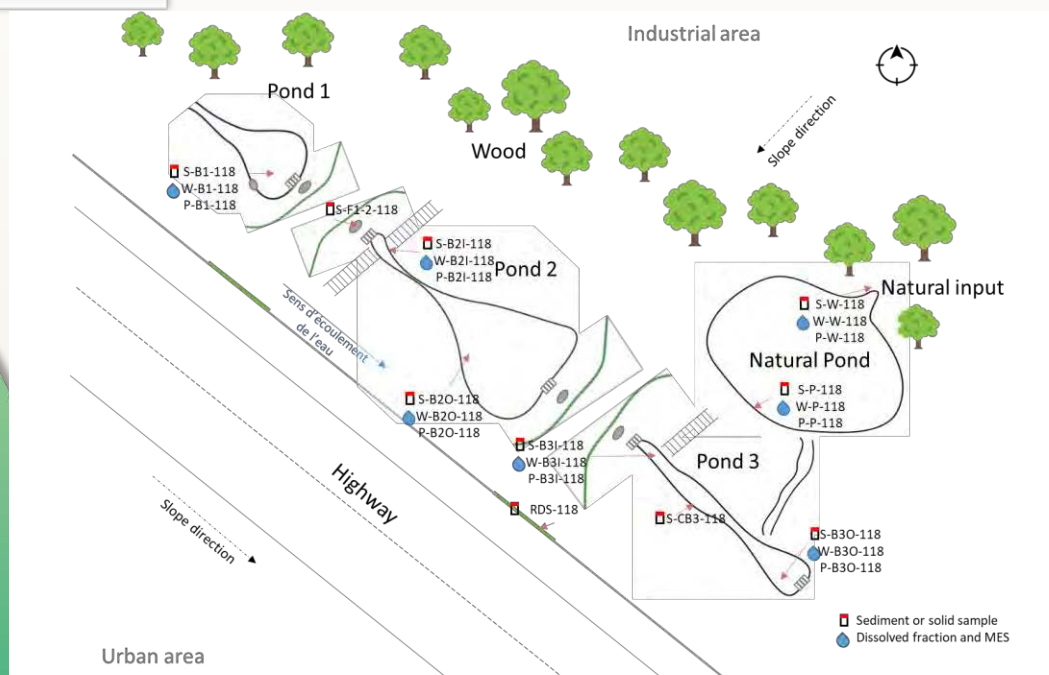 Industrial area
Pond 1
Slope direction
Wood
S-B1-118
W-B1-118
P-B1-118
S-F1-2-118
S-B2I-118
W-B2I-118
P-B2I-118
Pond 2
Natural input
S-W-118
W-W-118
P-W-118
Sens d'écoulement
de l'eau
Natural Pond
S-P-118
W-P-118
P-P-118
S-B2O-118
W-B2O-118
P-B2O-118
S-B3I-118
W-B3I-118
P-B3I-118
Pond 3
Highway
RDS-118
S-CB3-118
Slope direction
S-B3O-118
W-B3O-118
P-B3O-118
Sediment or solid sample
Dissolved fraction and MES
Urban area